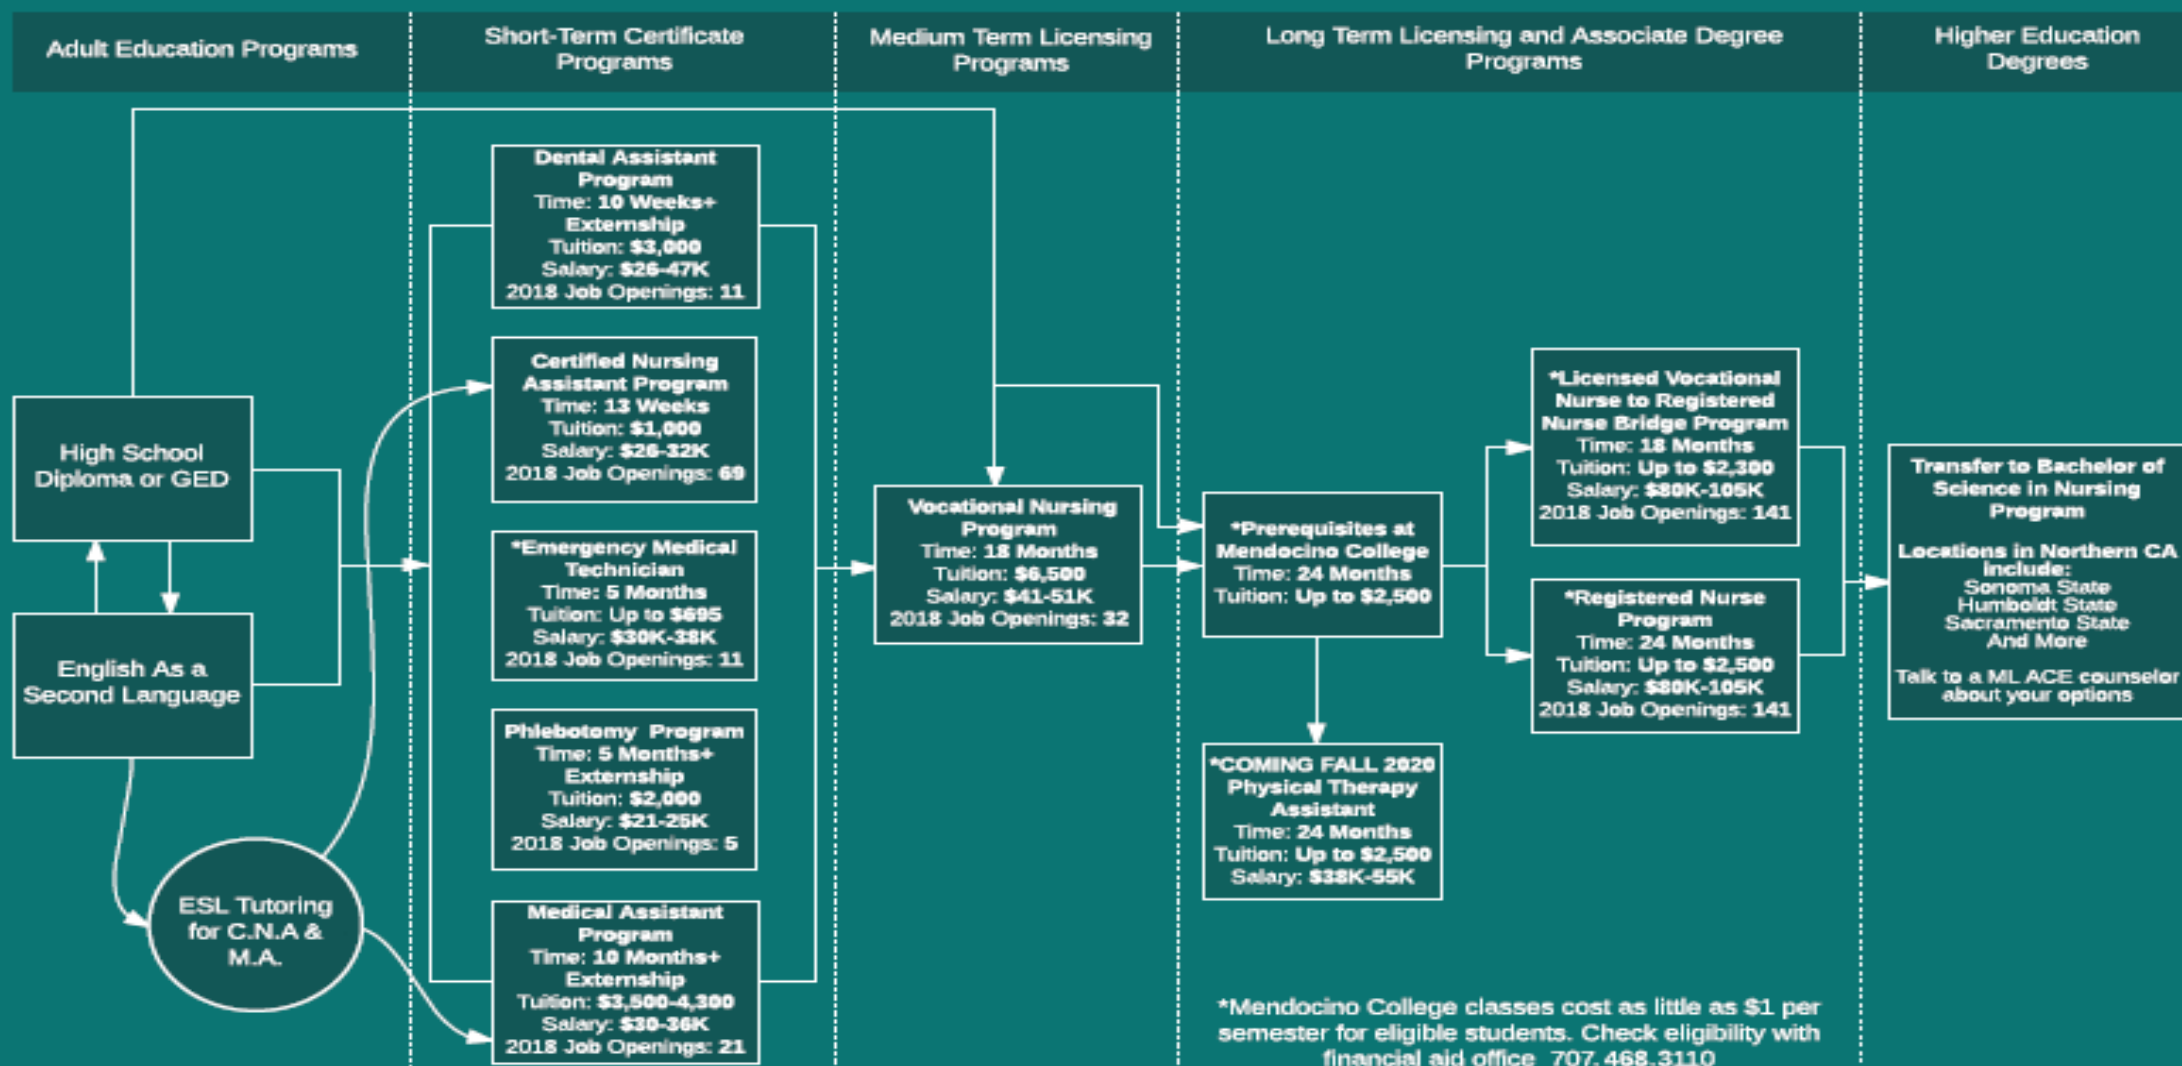 Adult Education Programs
Short-Term Certificate
Programs
Medium Term Licensing
Programs
Long Term Licensing and Associate Degree
Programs
Higher Education
Degrees
High School
Diploma or GED
English As a
Second Language
ESL Tutoring
for C.N.A &
M.A.
Dental Assistant
Program
Time: 10 Weeks+
Externship
Tuition: $3,000
Salary: $26-47K
2018 Job Openings: 11
Certified Nursing
Assistant Program
Time: 13 Weeks
Tuition: $1,000
Salary: $26-32K
2018 Job Openings: 69
*Emergency Medical
Technician
Time: 5 Months
Tuition: Up to $695
Salary: $30K-38K
2018 Job Openings: 11
Phlebotomy Program
Time: 5 Months+
Externship
Tuition: $2,000
Salary: $21-25K
2018 Job Openings: 5
Medical Assistant
Program
Time: 10 Months+
Externship
Tuition: $3,500-4,300
Salary: $30-36K
2018 Job Openings: 21
Vocational Nursing
Program
Time: 18 Months
Tuition: $6,500
Salary: $41-51K
2018 Job Openings: 32
*Prerequisites at
Mendocino College
Time: 24 Months
Tuition: Up to $2,500
*COMING FALL 2020
Physical Therapy
Assistant
Time: 24 Months
Tuition: Up to $2,500
Salary: $38K-55K
*Licensed Vocational
Nurse to Registered
Nurse Bridge Program
Time: 18 Months
Tuition: Up to $2,300
Salary: $80K-105K
2018 Job Openings: 141
*Registered Nurse
Program
Time: 24 Months
Tuition: Up to $2,500
Salary: $80K-105K
2018 Job Openings: 141
Transfer to Bachelor of
Science in Nursing
Program
Locations in Northern CA
Include:
Sonoma State
Humboldt State
Sacramento State
And More
Talk to a ML ACE counselor
about your options
*Mendocino College classes cost as little as $1 per
semester for eligible students. Check eligibility with
financial aid office 707.468.3110